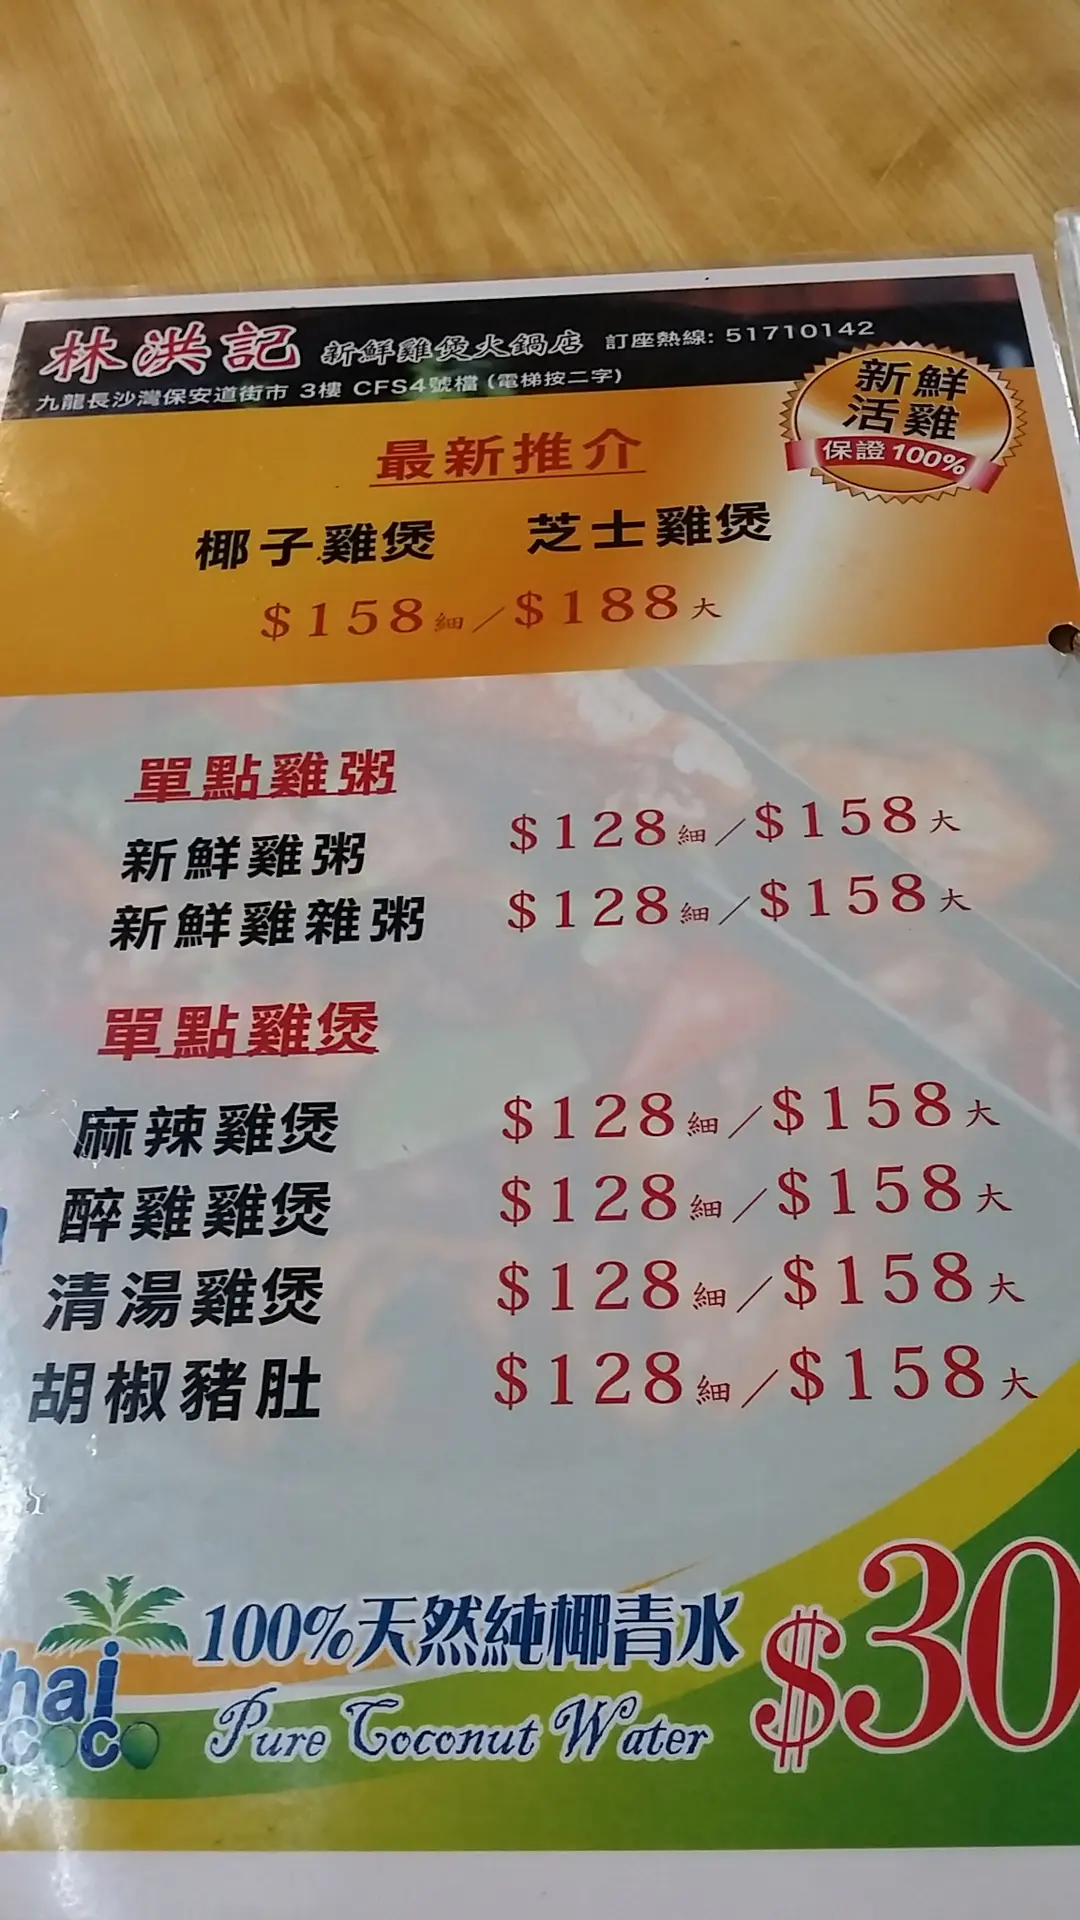 林洪記 新鮮雞煲火鍋店 訂座熱線: 51710142
九龍長沙灣保安道街市 3樓 CFS4號檔 (電梯按二字)
新鮮
活雞
保證100%
最新推介
椰子雞煲 芝士雞煲
$158細/$188大
單點雞粥
新鮮雞粥 $128細/$158大
新鮮雞雜粥 $128細/$158大
單點雞煲
麻辣雞煲 $128細/$158大
醉雞雞煲 $128細/$158大
清湯雞煲 $128細/$158大
胡椒豬肚 $128細/$158大
100%天然純椰青水 $30
Pure Coconut Water
hai
coco